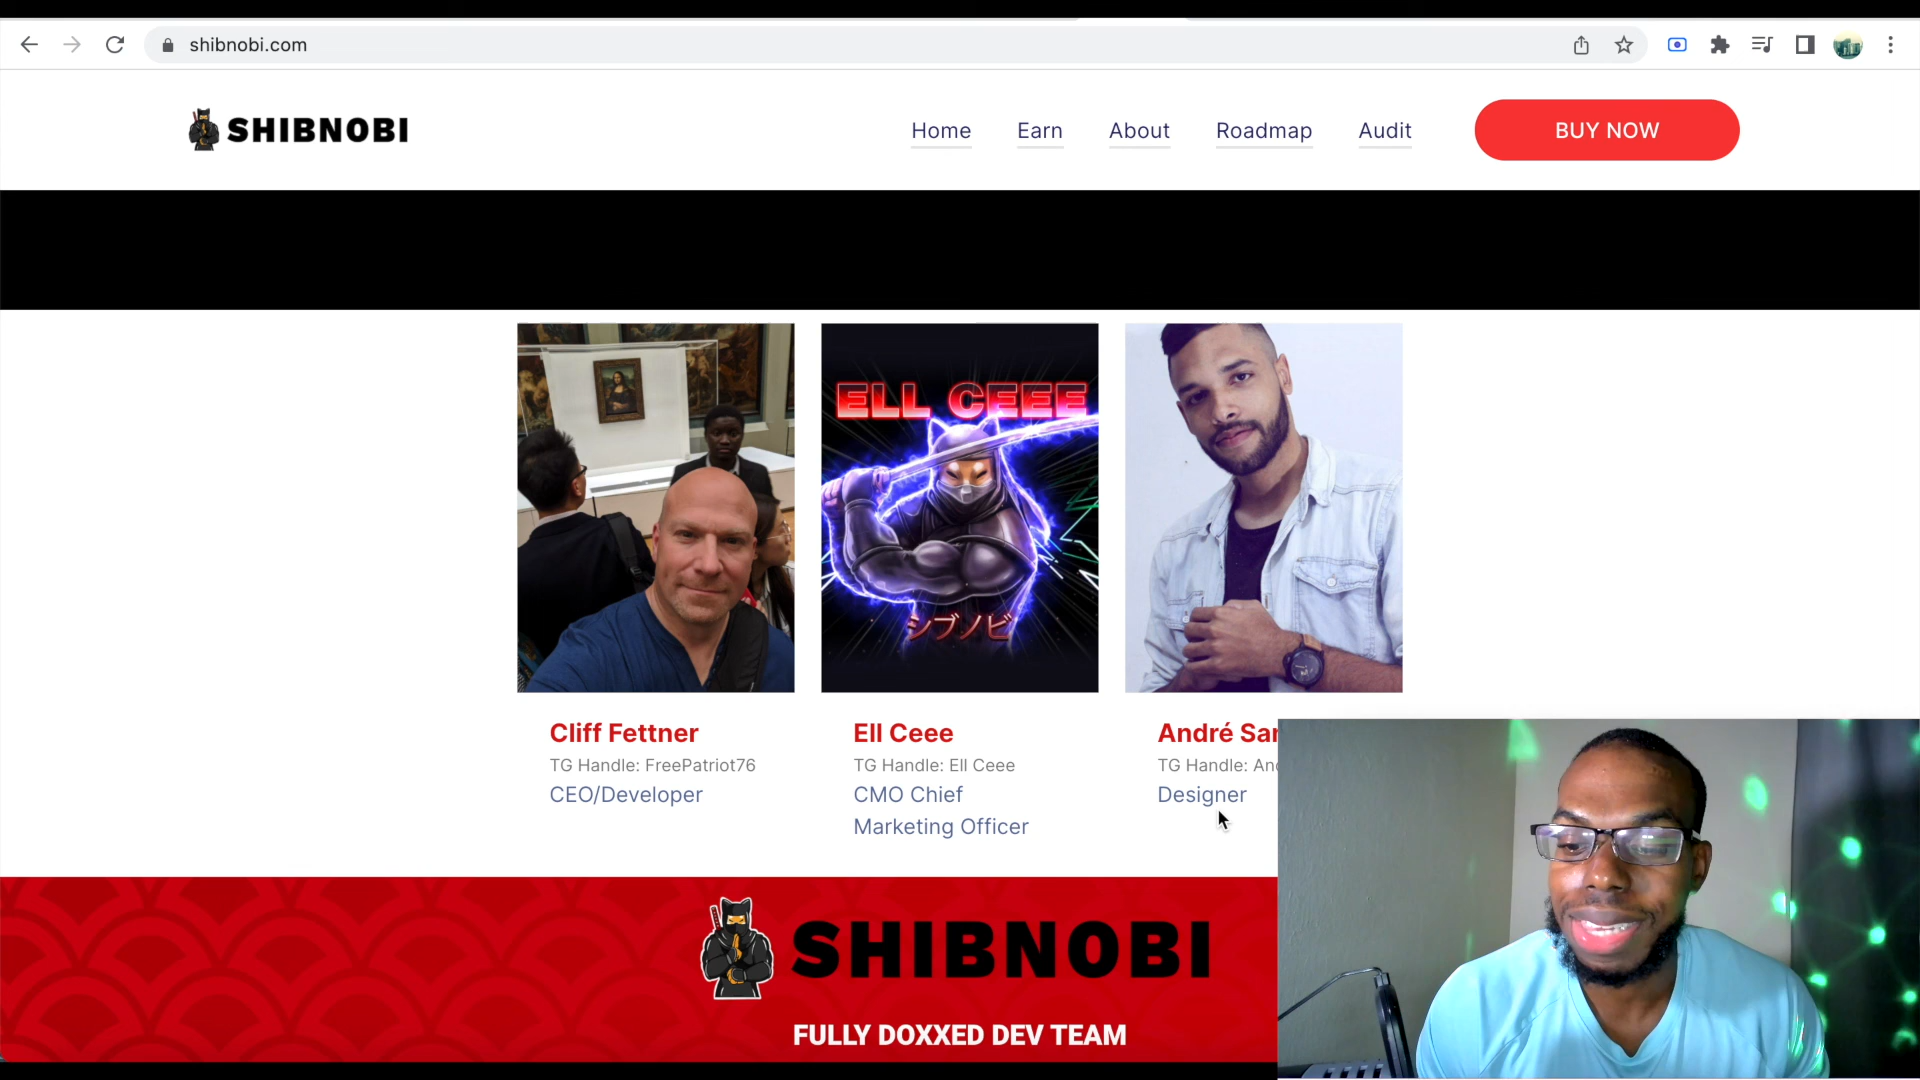 shibnobi.com
SHIBNOBI
Home
Earn
About
Roadmap
Audit
BUY NOW
ELL CEEE
シブノビ
Cliff Fettner
TG Handle: FreePatriot76
CEO/Developer
Ell Ceee
TG Handle: Ell Ceee
CMO Chief
Marketing Officer
André
TG Handle:
Designer
SHIBNOBI
FULLY DOXXED DEV TEAM